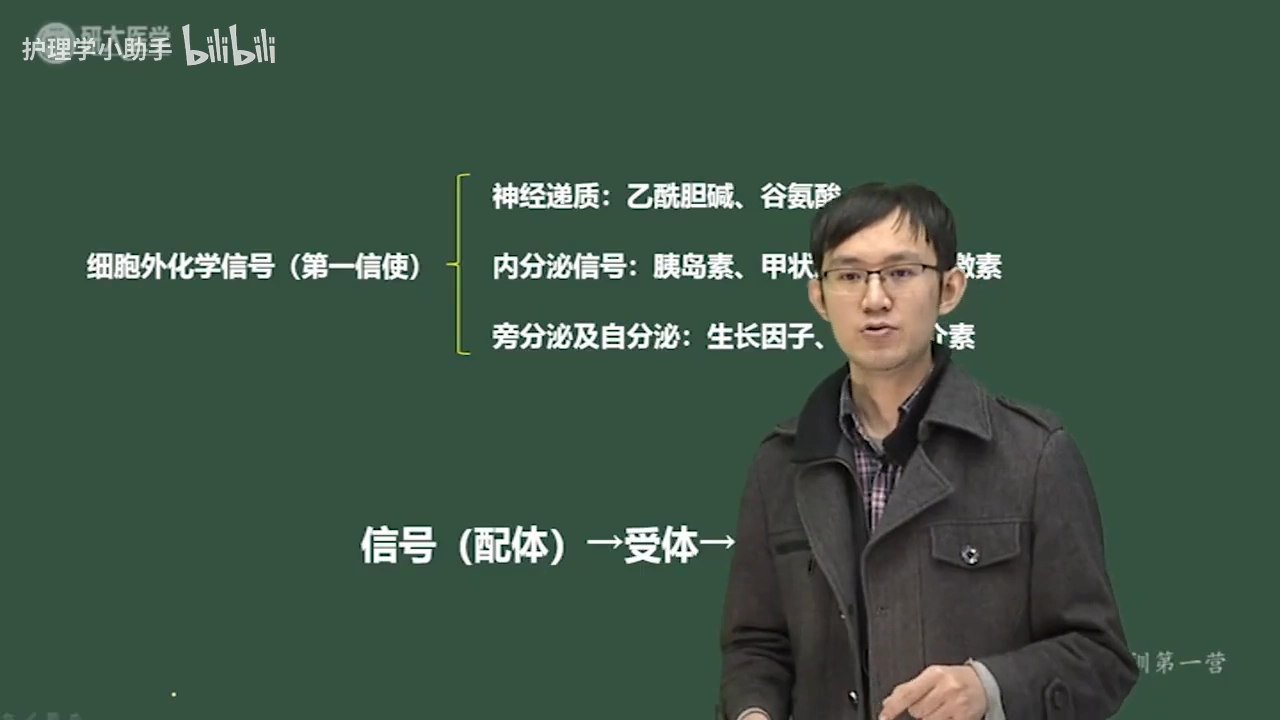 护理学小助手 bilibili
神经递质：乙酰胆碱、谷氨酸
细胞外化学信号（第一信使）
内分泌信号：胰岛素、甲状
激素
旁分泌及自分泌：生长因子、
介素
信号（配体）→受体→
训第一营